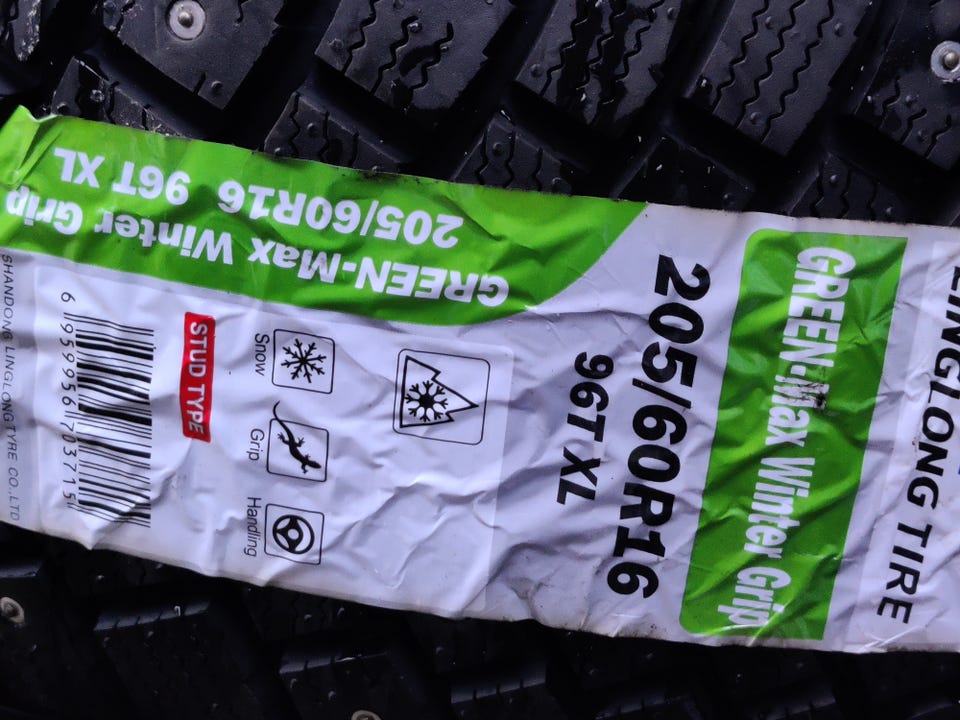 GREEN-Max Winter Grip
205/60R16 96T XL
SHANDONG LINGLONG TYRE CO.,LTD
6 959956 703715
STUD TYPE
Snow
Grip
Handling
205/60R16
96T XL
GREEN-Max Winter Grip
LINGLONG TIRE